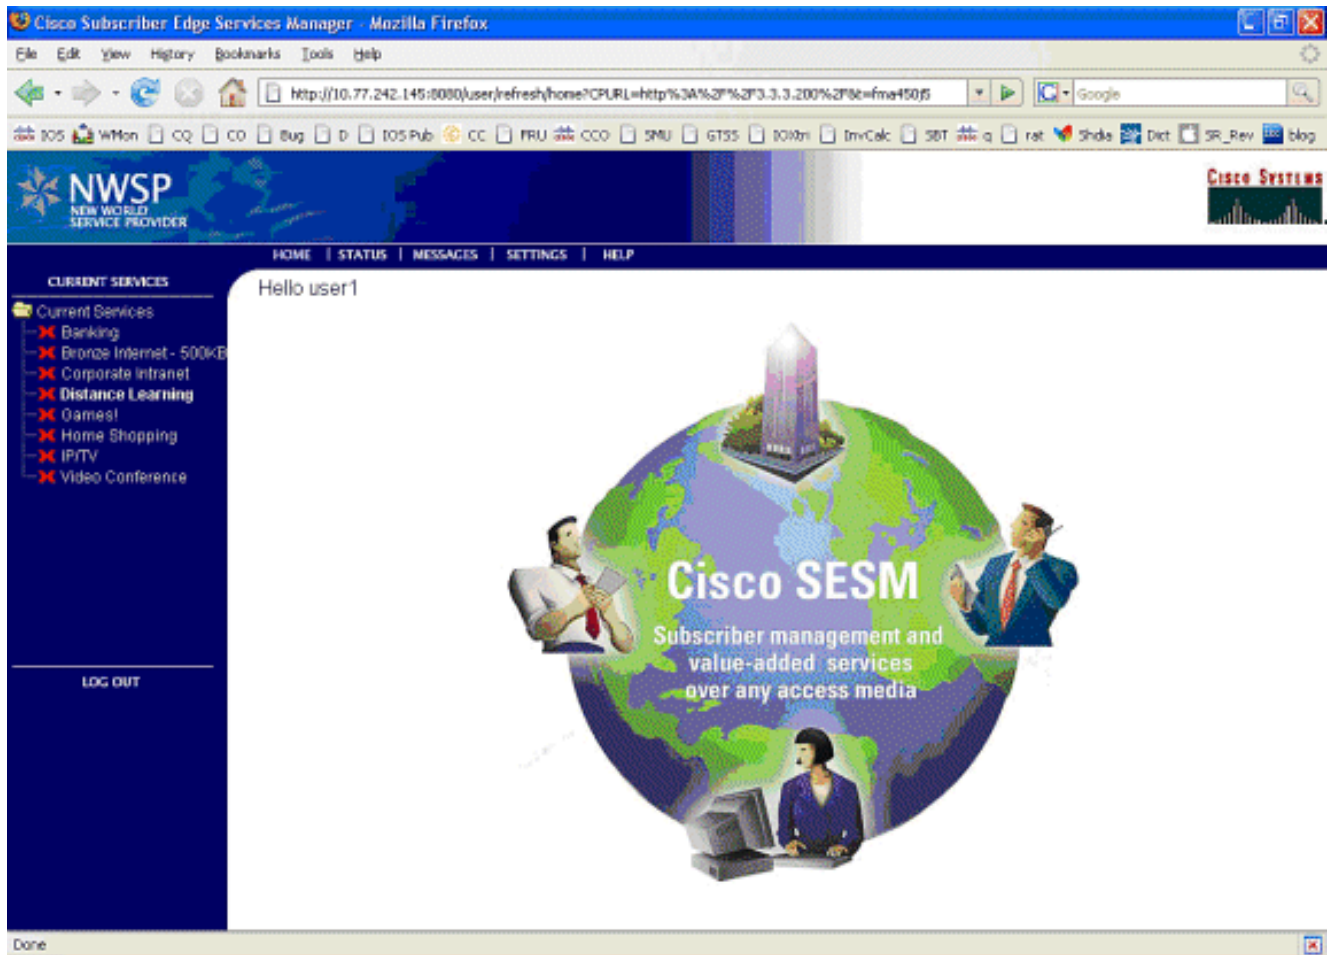 Cisco Subscriber Edge Services Manager - Mozilla Firefox
File Edit View History Bookmarks Tools Help
http://10.77.242.145:8080/user/refresh/home?CPURL=http%3A%2F%2F3.3.3.200%2F&t=fma450j5 Google
IOS WMon CQ CO Bug D IOS Pub CC FRU CCO SMU GTSS IOXtri InvCalc SBT q rat Shdia Dict SR_Rev blog
NWSP
NEW WORLD
SERVICE PROVIDER
CISCO SYSTEMS
HOME | STATUS | MESSAGES | SETTINGS | HELP
CURRENT SERVICES
Hello user1
Current Services
Banking
Bronze Internet - 500KB
Corporate Intranet
Distance Learning
Games!
Home Shopping
IP/TV
Video Conference
LOG OUT
Cisco SESM
Subscriber management and
value-added services
over any access media
Done